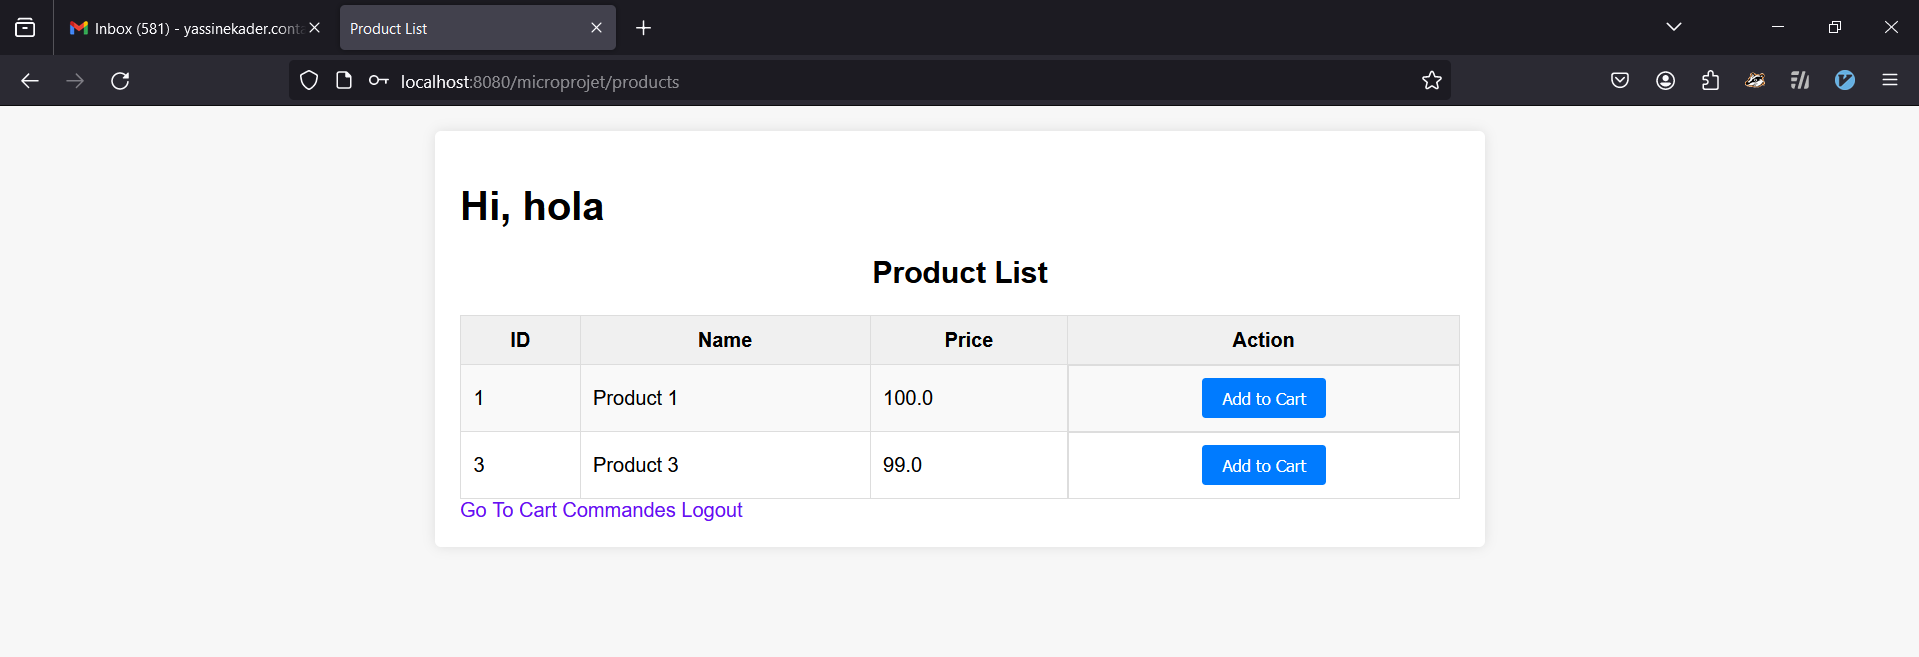 Inbox (581) - yassinekader.conta
Product List
localhost:8080/microprojet/products
Hi, hola
Product List
ID Name Price Action
1 Product 1 100.0 Add to Cart
3 Product 3 99.0 Add to Cart
Go To Cart Commandes Logout